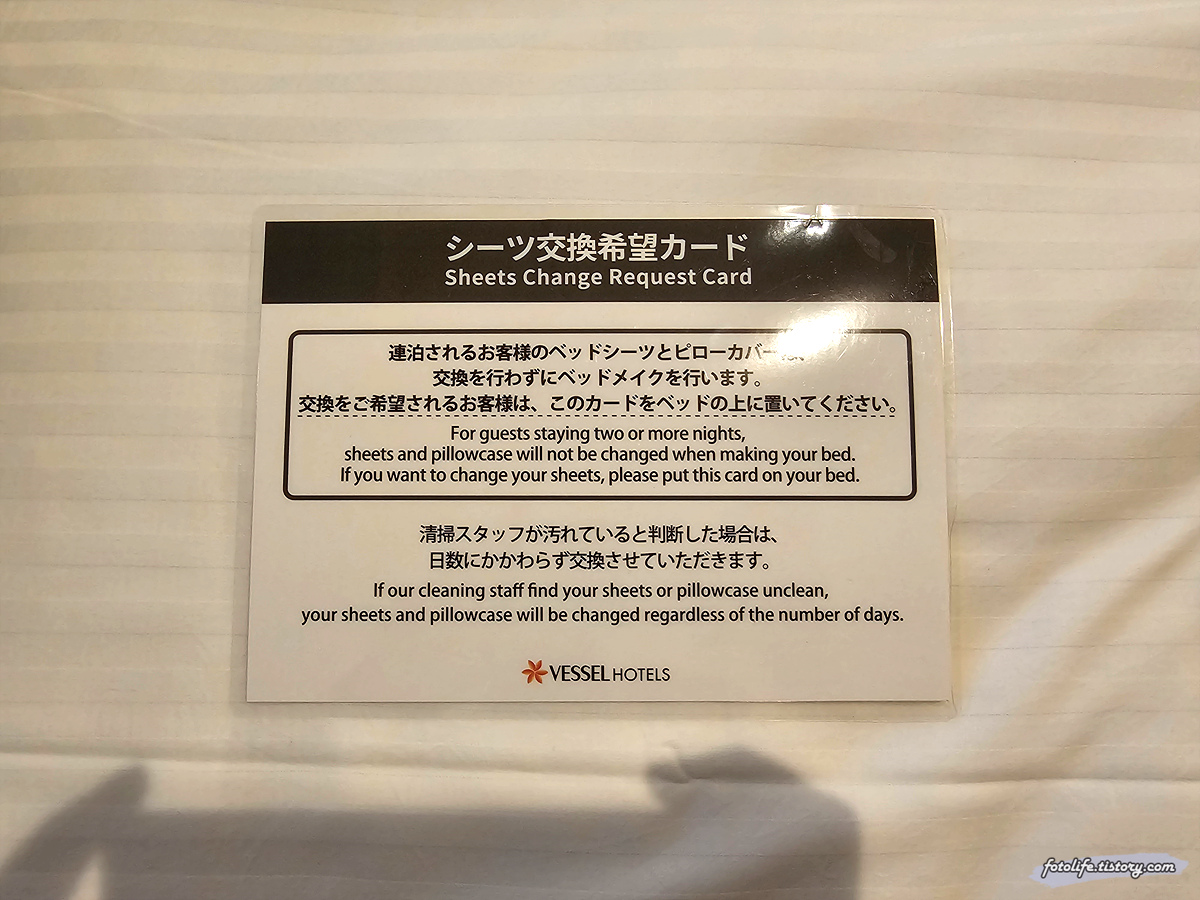 シーツ交換希望カード
Sheets Change Request Card
連泊されるお客様のベッドシーツとピローカバー
交換を行わずにベッドメイクを行います。
交換をご希望されるお客様は、このカードをベッドの上に置いてください。
For guests staying two or more nights,
sheets and pillowcase will not be changed when making your bed.
If you want to change your sheets, please put this card on your bed.
清掃スタッフが汚れていると判断した場合は、
日数にかかわらず交換させていただきます。
If our cleaning staff find your sheets or pillowcase unclean,
your sheets and pillowcase will be changed regardless of the number of days.
VESSEL HOTELS
fotolife.tistory.com